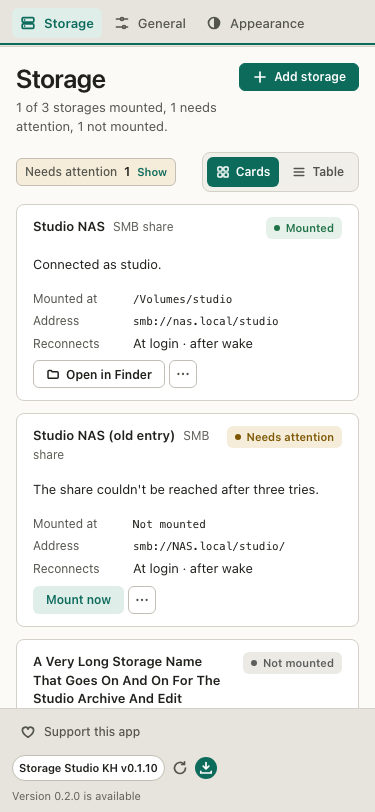 Storage General Appearance
Storage
Add storage
1 of 3 storages mounted, 1 needs
attention, 1 not mounted.
Needs attention 1 Show
Cards Table
Studio NAS SMB share
Mounted
Connected as studio.
Mounted at /Volumes/studio
Address smb://nas.local/studio
Reconnects At login · after wake
Open in Finder ···
Studio NAS (old entry) SMB
share
Needs attention
The share couldn't be reached after three tries.
Mounted at Not mounted
Address smb://NAS.local/studio/
Reconnects At login · after wake
Mount now ···
A Very Long Storage Name
That Goes On And On For The
Studio Archive And Edit
Not mounted
Support this app
Storage Studio KH v0.1.10
Version 0.2.0 is available